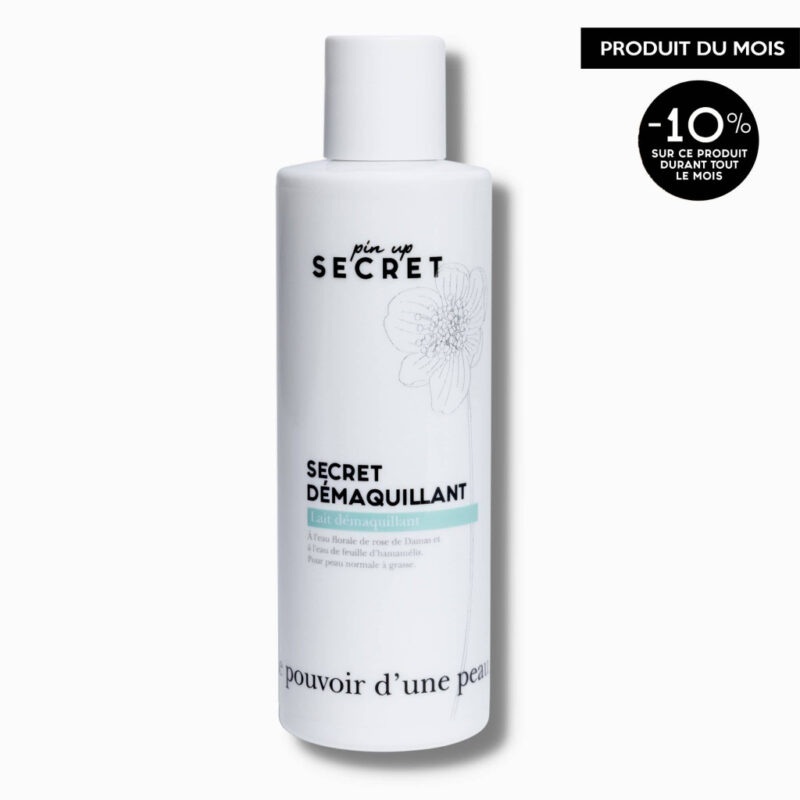 PRODUIT DU MOIS
-10%
SUR CE PRODUIT
DURANT TOUT
LE MOIS
pin up
SECRET
SECRET
DÉMAQUILLANT
Lait démaquillant
À l'eau florale de rose de Damas et
à l'eau de feuille d'hamamélis.
Pour peau normale à grasse.
e pouvoir d'une peau